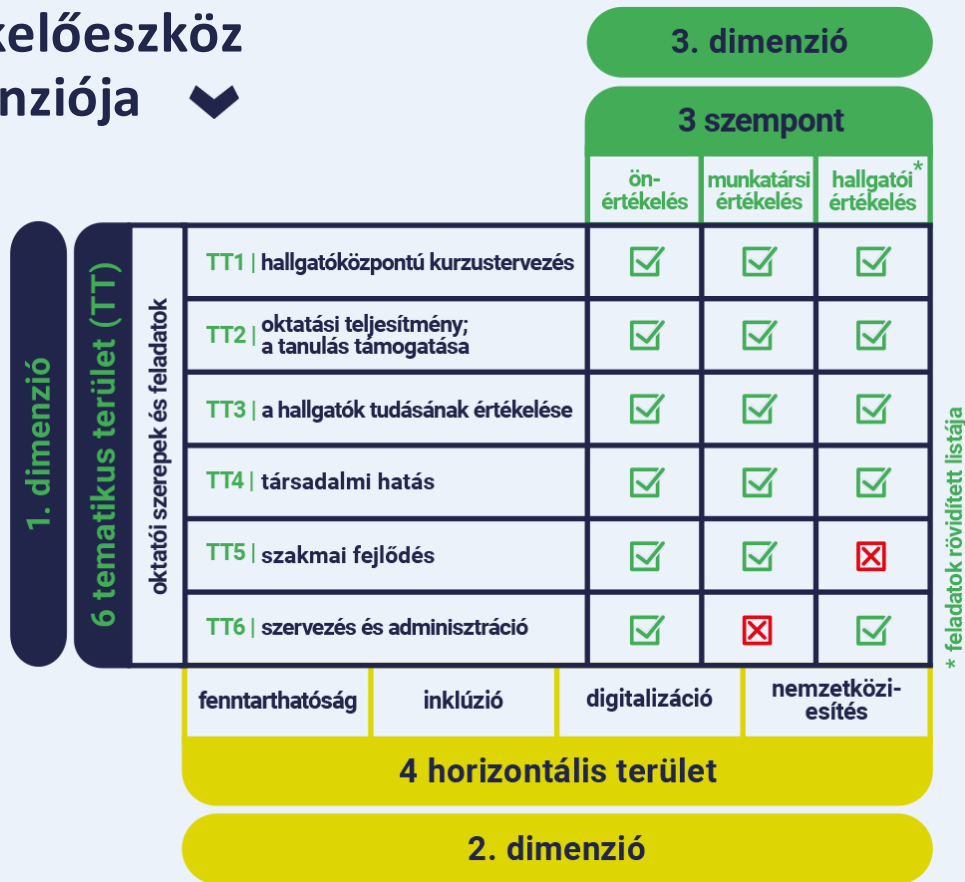 kelőeszköz
nziója
3. dimenzió
3 szempont
ön-
értékelés
munkatársi
értékelés
hallgatói*
értékelés
1. dimenzió
6 tematikus terület (TT)
oktatói szerepek és feladatok
TT1 | hallgatóközpontú kurzustervezés
TT2 | oktatási teljesítmény;
a tanulás támogatása
TT3 | a hallgatók tudásának értékelése
TT4 | társadalmi hatás
TT5 | szakmai fejlődés
TT6 | szervezés és adminisztráció
* feladatok rövidített listája
fenntarthatóság
inklúzió
digitalizáció
nemzetközi-
esítés
4 horizontális terület
2. dimenzió